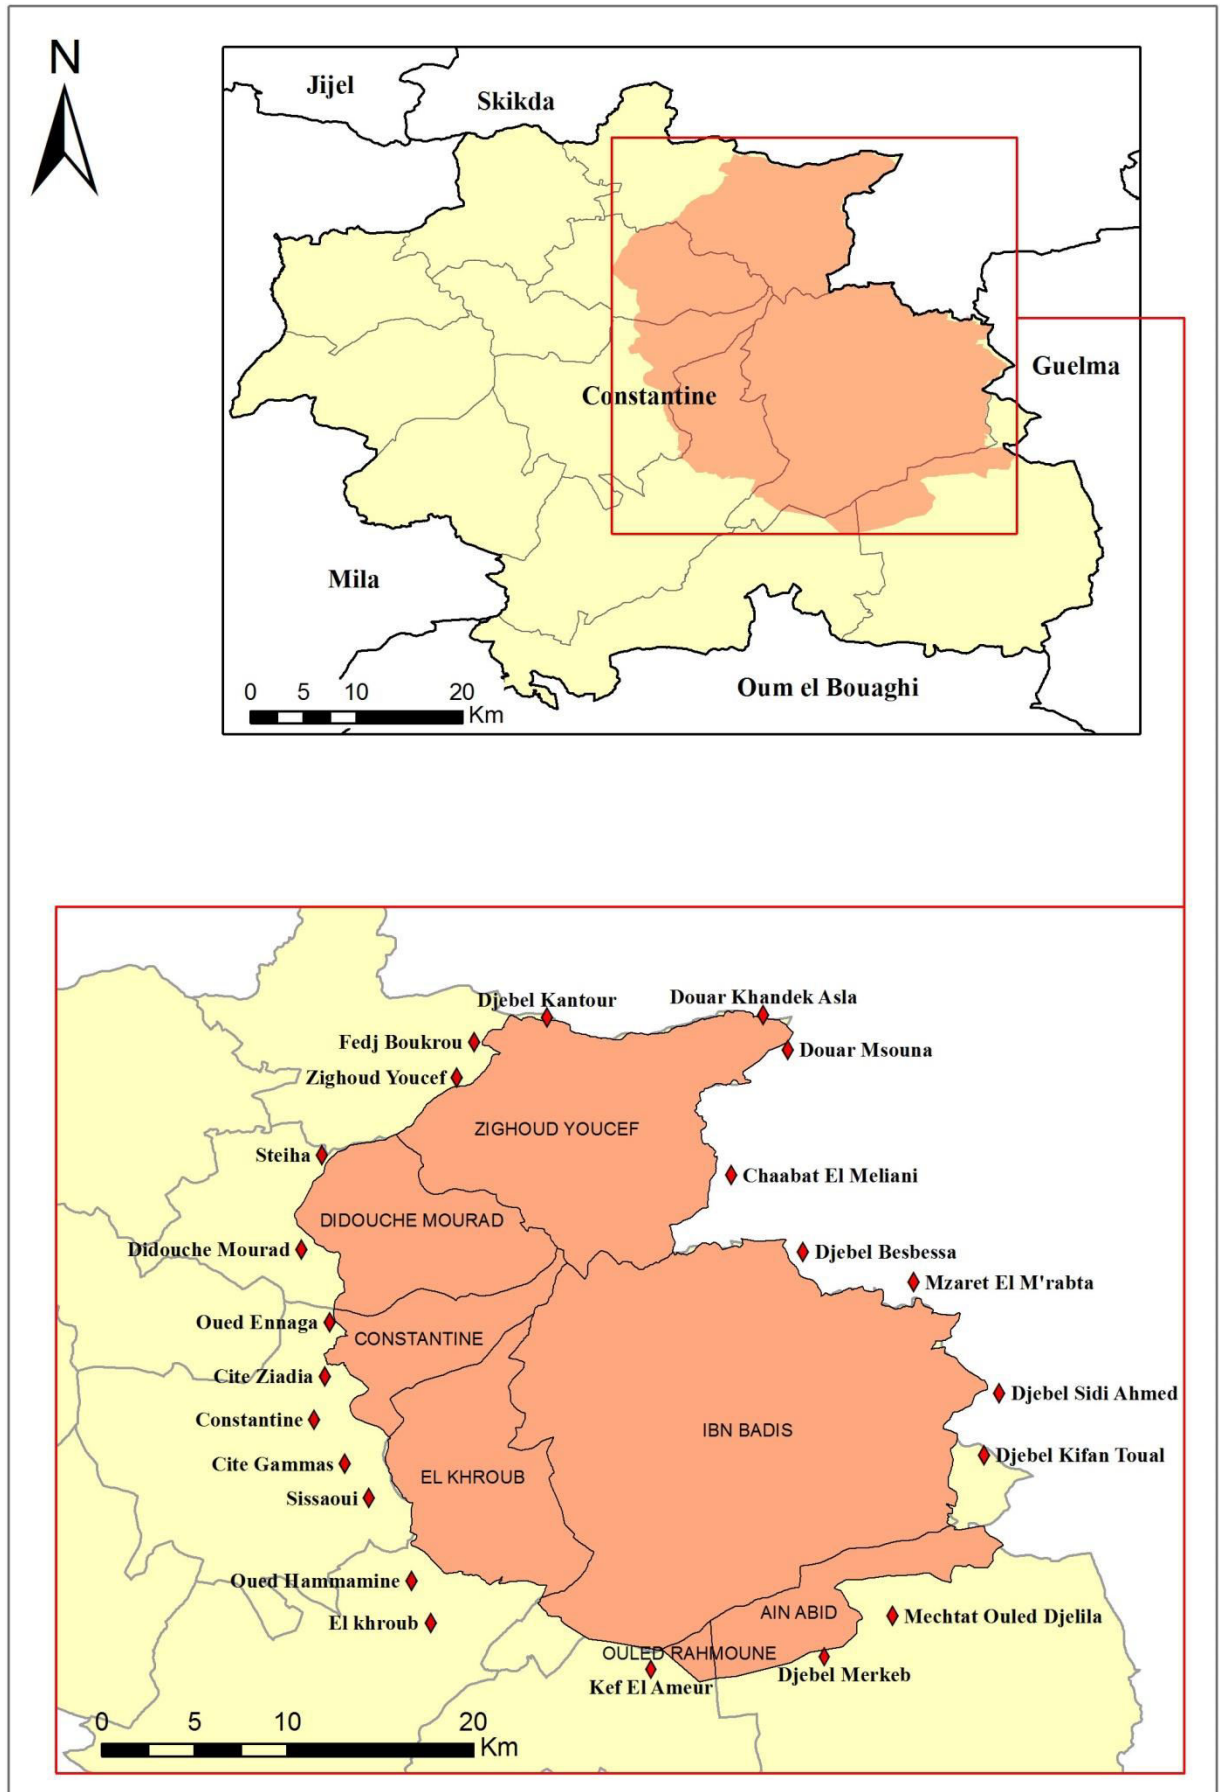 N
Jijel
Skikda
Guelma
Constantine
Mila
Oum el Bouaghi
0 5 10 20
Km
Djebel Kantour
Douar Khandek Asla
Fedj Boukrou
Douar Msouna
Zighoud Youcef
ZIGHOUD YOUCEF
Steiha
Chaabat El Meliani
DIDOUCHE MOURAD
Didouche Mourad
Djebel Besbessa
Mzaret El M'rabta
Oued Ennaga
CONSTANTINE
Cite Ziadia
Djebel Sidi Ahmed
Constantine
IBN BADIS
Djebel Kifan Toual
Cite Gammas
EL KHROUB
Sissaoui
Oued Hammamine
AIN ABID
Mechtat Ouled Djelila
El khroub
OULED RAHMOUNE
Djebel Merkeb
Kef El Ameur
0 5 10 20
Km